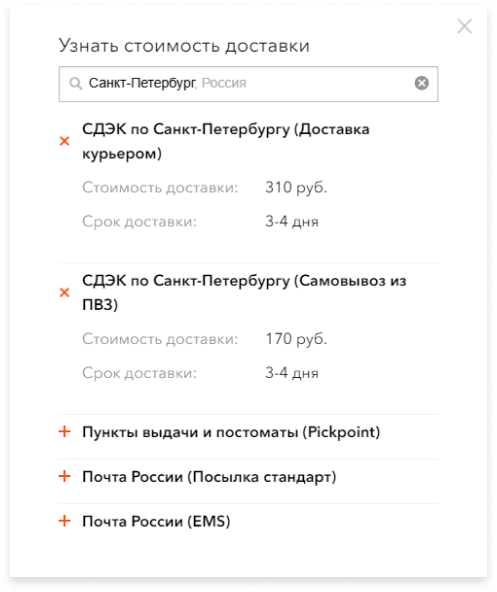 Узнать стоимость доставки
Санкт-Петербург, Россия
СДЭК по Санкт-Петербургу (Доставка
курьером)
Стоимость доставки: 310 руб.
Срок доставки: 3-4 дня
СДЭК по Санкт-Петербургу (Самовывоз из
ПВЗ)
Стоимость доставки: 170 руб.
Срок доставки: 3-4 дня
Пункты выдачи и постоматы (Pickpoint)
Почта России (Посылка стандарт)
Почта России (EMS)